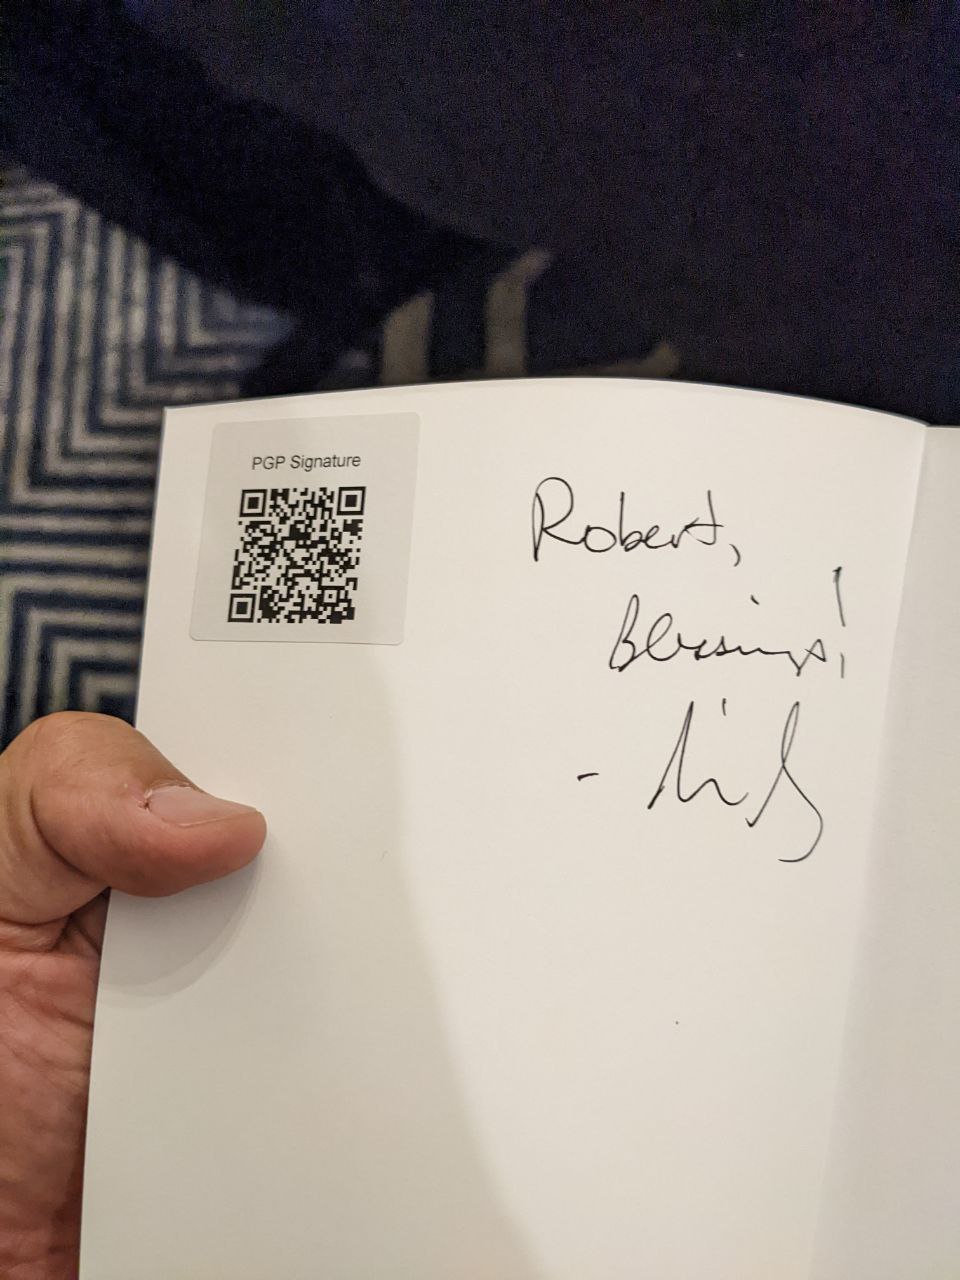 PGP Signature
Robert,
Blessings!